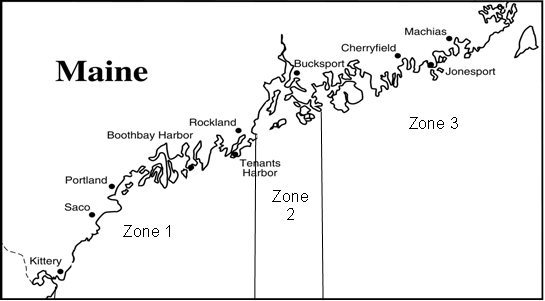 Machias
Cherryfield
Bucksport
Jonesport
Maine
Rockland
Zone 3
Boothbay Harbor
Tenants
Harbor
Portland
Zone
2
Saco
Zone 1
Kittery